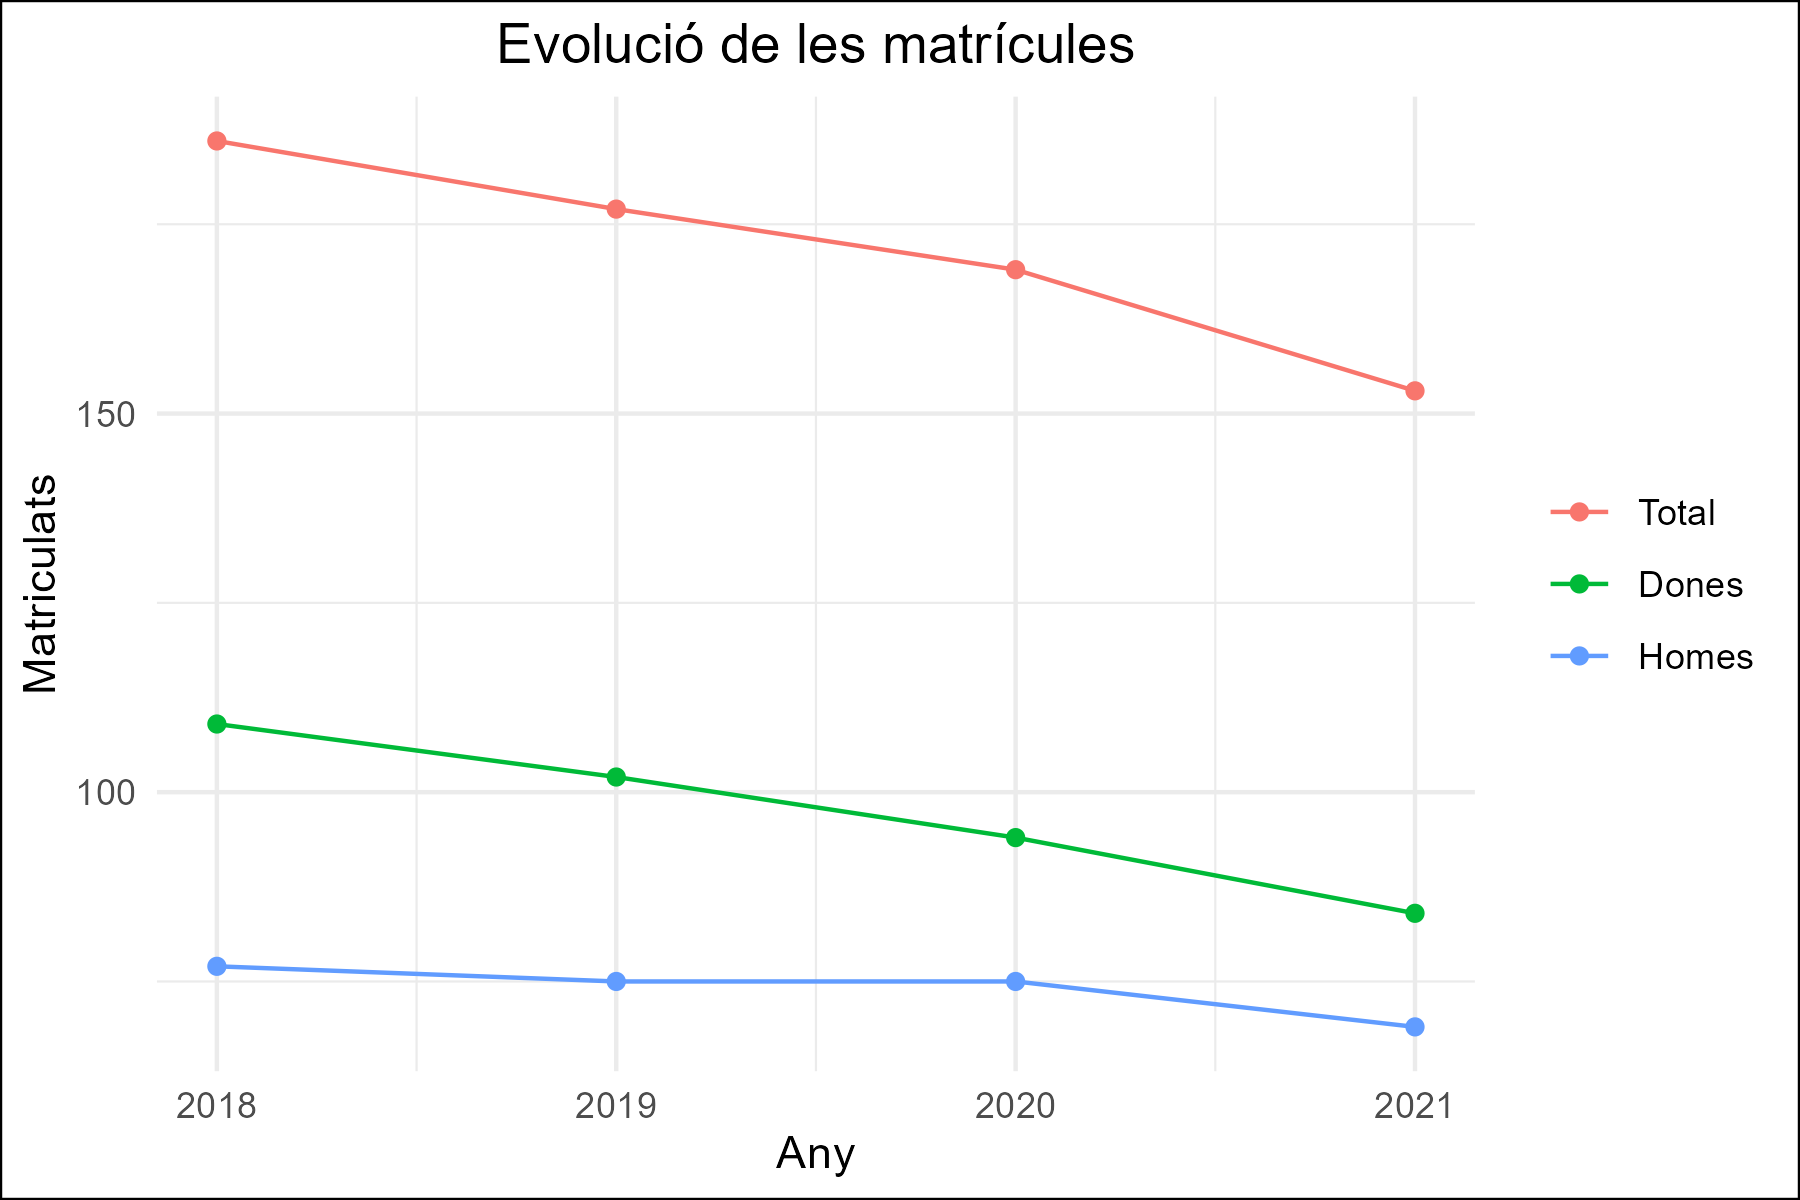 Evolució de les matrícules
Matriculats
150
100
2018 2019 2020 2021
Any
Total
Dones
Homes